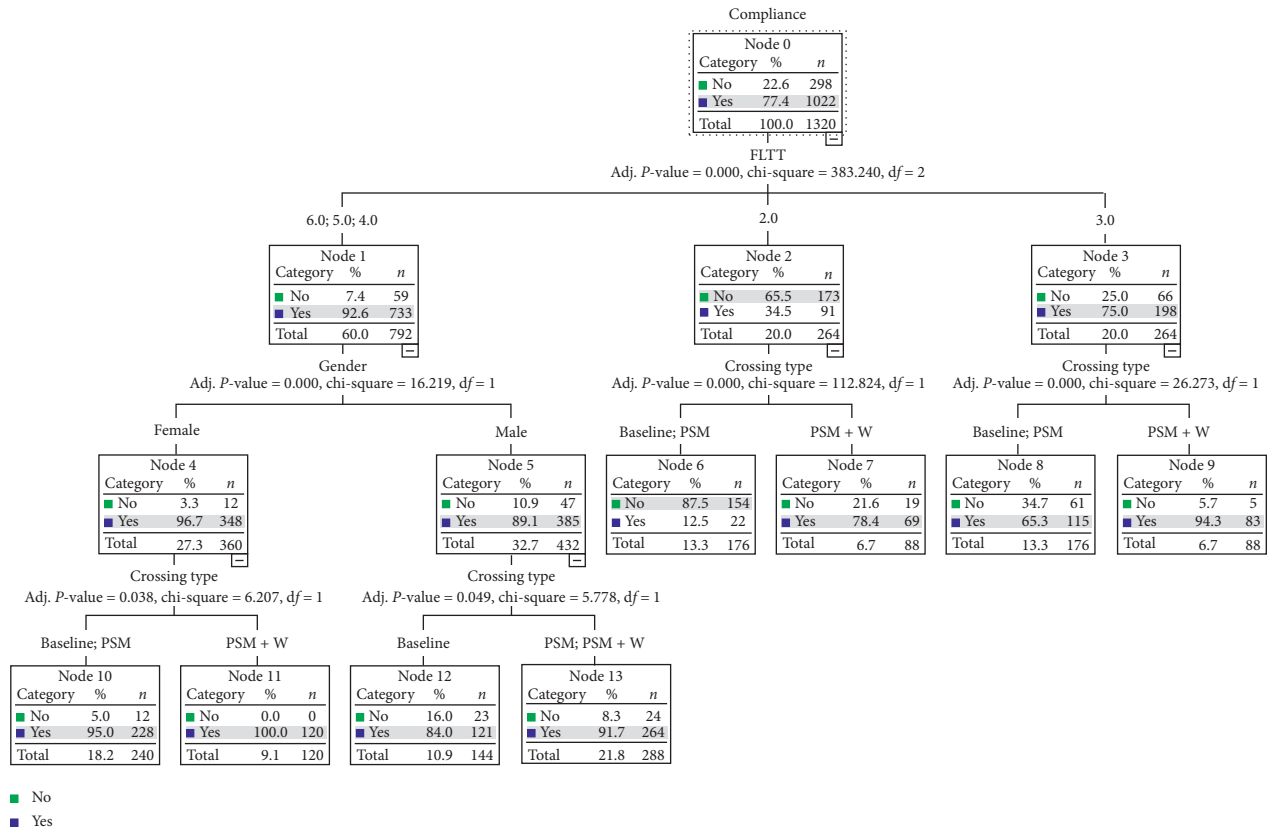 Compliance
Node 0
Category % n
No 22.6 298
Yes 77.4 1022
Total 100.0 1320
FLTT
Adj. P-value = 0.000, chi-square = 383.240, df = 2
6.0; 5.0; 4.0
2.0
3.0
Node 1
Category % n
No 7.4 59
Yes 92.6 733
Total 60.0 792
Node 2
Category % n
No 65.5 173
Yes 34.5 91
Total 20.0 264
Node 3
Category % n
No 25.0 66
Yes 75.0 198
Total 20.0 264
Gender
Adj. P-value = 0.000, chi-square = 16.219, df = 1
Crossing type
Adj. P-value = 0.000, chi-square = 112.824, df = 1
Crossing type
Adj. P-value = 0.000, chi-square = 26.273, df = 1
Female
Male
Baseline; PSM
PSM + W
Baseline; PSM
PSM + W
Node 4
Category % n
No 3.3 12
Yes 96.7 348
Total 27.3 360
Node 5
Category % n
No 10.9 47
Yes 89.1 385
Total 32.7 432
Node 6
Category % n
No 87.5 154
Yes 12.5 22
Total 13.3 176
Node 7
Category % n
No 21.6 19
Yes 78.4 69
Total 6.7 88
Node 8
Category % n
No 34.7 61
Yes 65.3 115
Total 13.3 176
Node 9
Category % n
No 5.7 5
Yes 94.3 83
Total 6.7 88
Crossing type
Adj. P-value = 0.038, chi-square = 6.207, df = 1
Crossing type
Adj. P-value = 0.049, chi-square = 5.778, df = 1
Baseline; PSM
PSM + W
Baseline
PSM; PSM + W
Node 10
Category % n
No 5.0 12
Yes 95.0 228
Total 18.2 240
Node 11
Category % n
No 0.0 0
Yes 100.0 120
Total 9.1 120
Node 12
Category % n
No 16.0 23
Yes 84.0 121
Total 10.9 144
Node 13
Category % n
No 8.3 24
Yes 91.7 264
Total 21.8 288
No
Yes